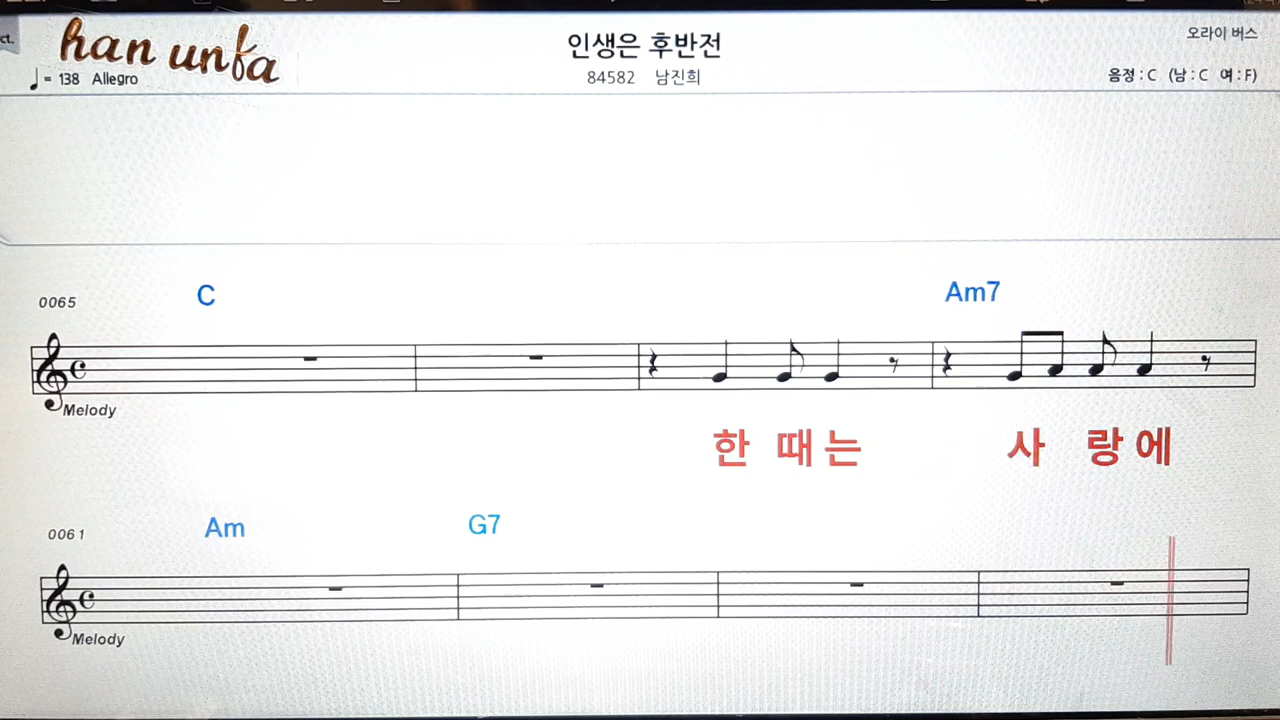 ct.
han unfa
인생은 후반전
오라이 버스
= 138 Allegro
84582 남진희
음정 : C (남 : C 여 : F)
0065 C Am7
Melody
한 때 는 사 랑 에
0061 Am G7
Melody